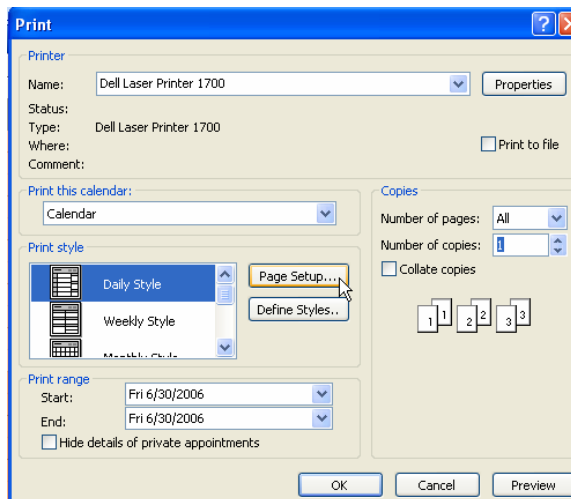 Print
Printer
Name: Dell Laser Printer 1700 Properties
Status:
Type: Dell Laser Printer 1700
Where: Print to file
Comment:
Print this calendar:
Calendar
Print style
Daily Style
Weekly Style
Monthly Style
Page Setup...
Define Styles..
Print range
Start: Fri 6/30/2006
End: Fri 6/30/2006
Hide details of private appointments
Copies
Number of pages: All
Number of copies: 1
Collate copies
1 1 2 2 3 3
OK Cancel Preview